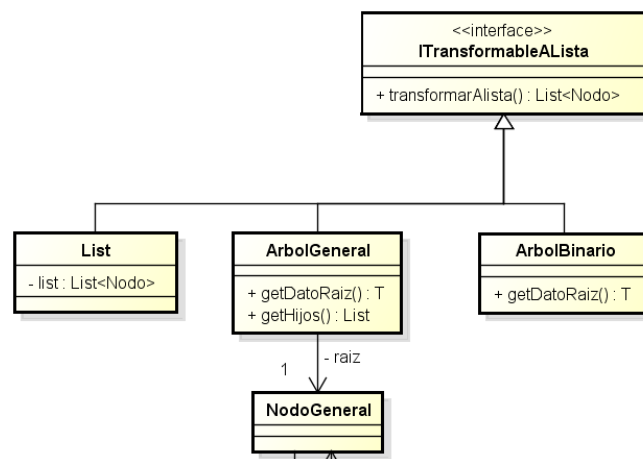 <<interface>>
ITransformableALista
+ transformarAlista() : List<Nodo>
List
- list : List<Nodo>
ArbolGeneral
+ getDatoRaiz() : T
+ getHijos() : List
ArbolBinario
+ getDatoRaiz() : T
- raiz
1
NodoGeneral